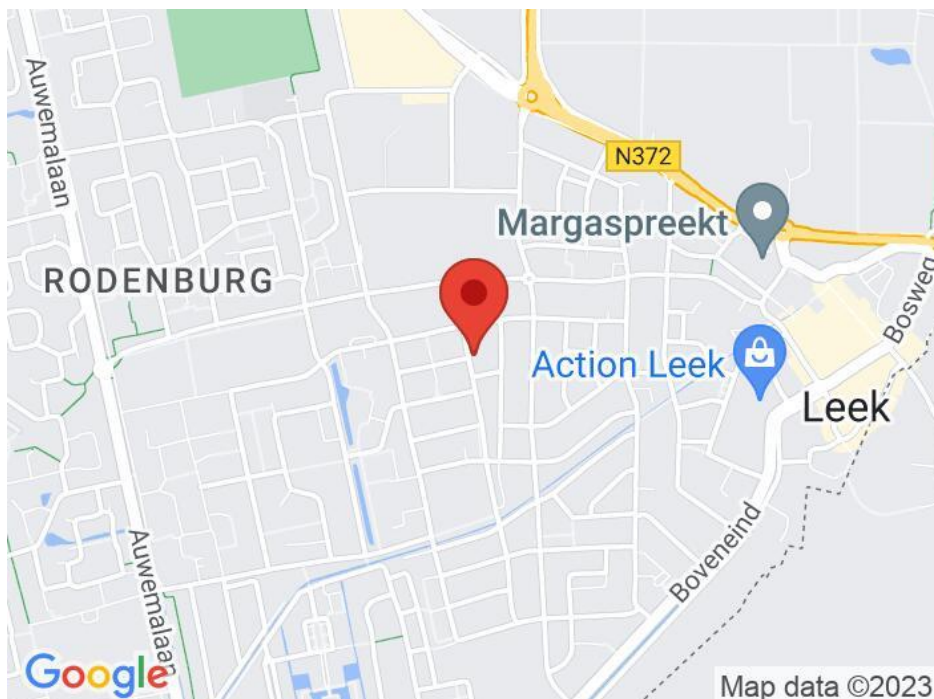 Auwemalaan
N372
Margaspreekt
RODENBURG
Bosweg
Action Leek
Leek
Boveneind
Auwemalaan
Google
Map data ©2023